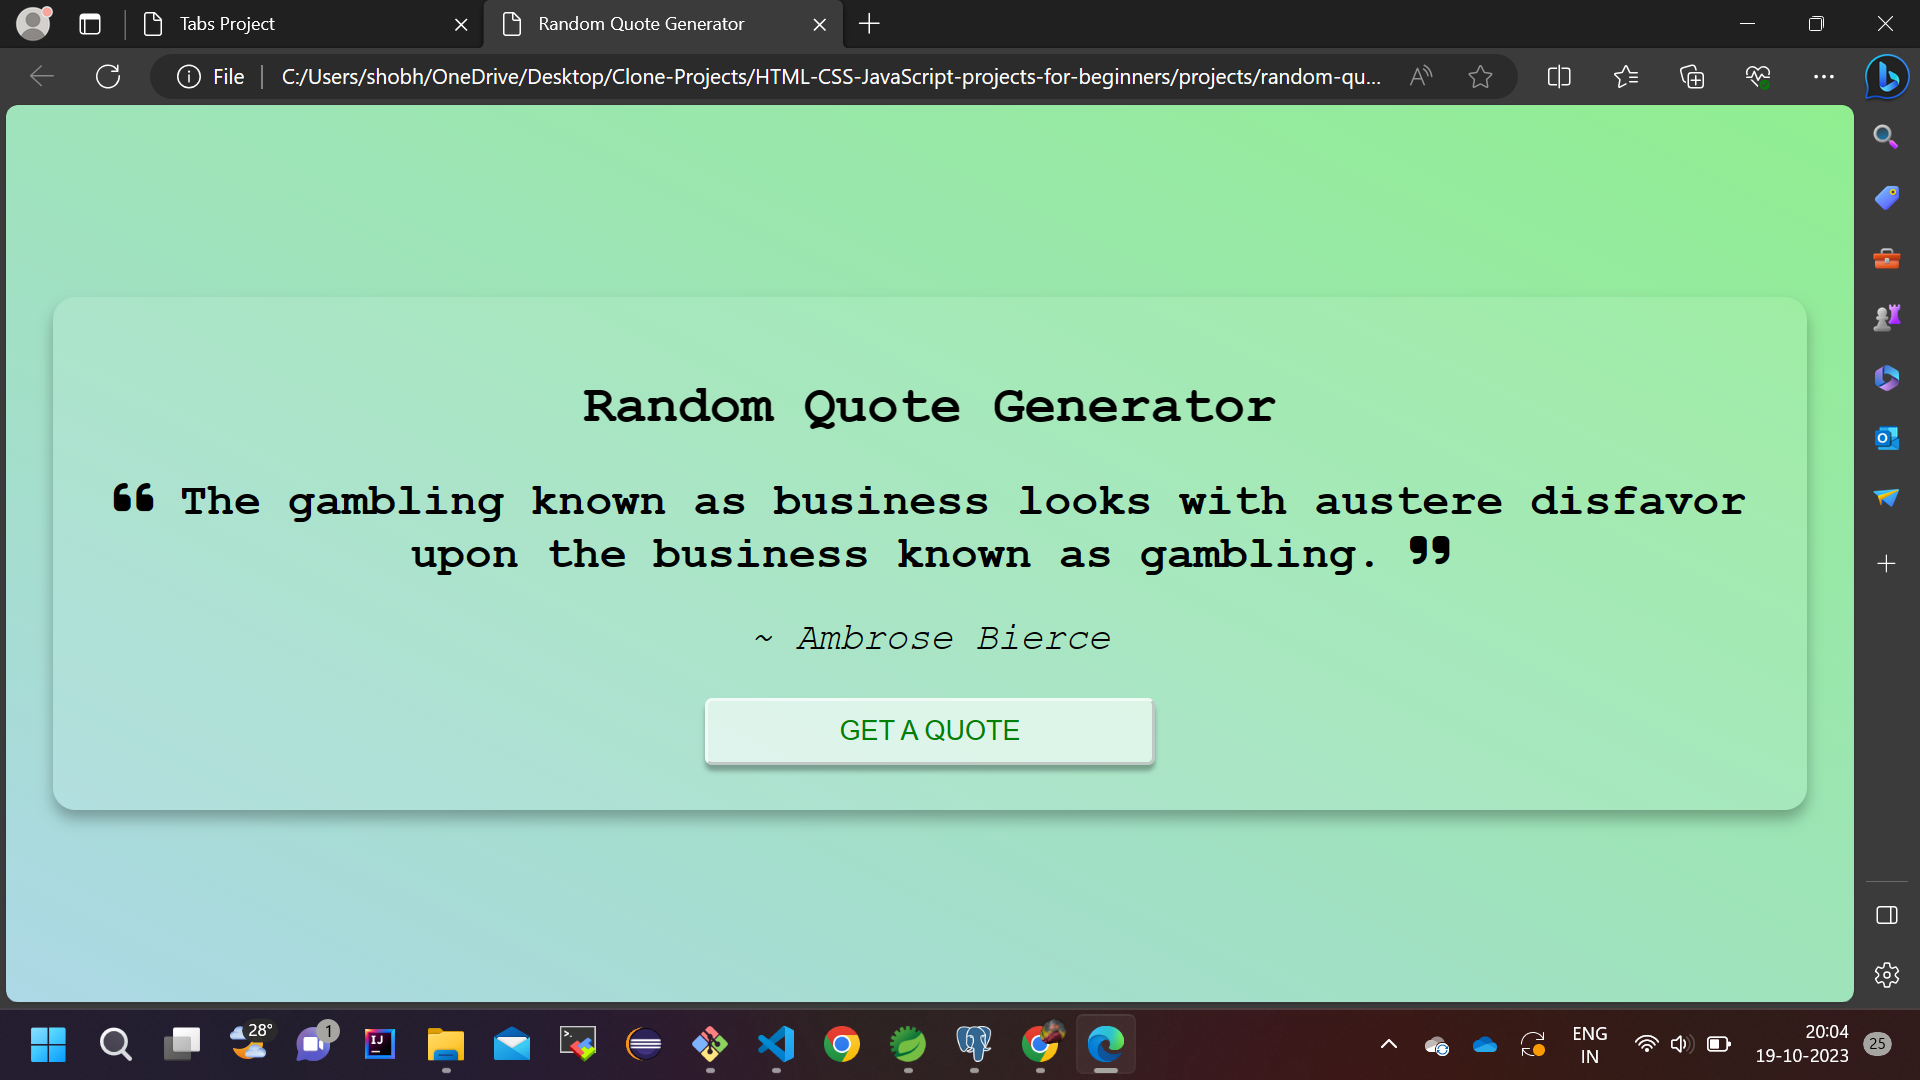 Tabs Project
Random Quote Generator
File
C:/Users/shobh/OneDrive/Desktop/Clone-Projects/HTML-CSS-JavaScript-projects-for-beginners/projects/random-qu...
Random Quote Generator
❝ The gambling known as business looks with austere disfavor
upon the business known as gambling. ❞
~ Ambrose Bierce
GET A QUOTE
28°
1
IJ
ENG
IN
20:04
19-10-2023
25